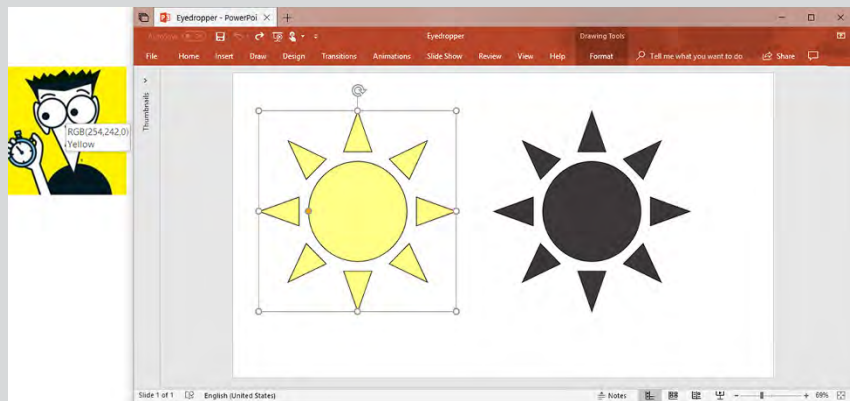 Eyedropper - PowerPoi
AutoSave Off
Eyedropper
Drawing Tools
File Home Insert Draw Design Transitions Animations Slide Show Review View Help Format Tell me what you want to do Share
Thumbnails
RGB(254,242,0)
Yellow
Slide 1 of 1 English (United States) Notes 69%